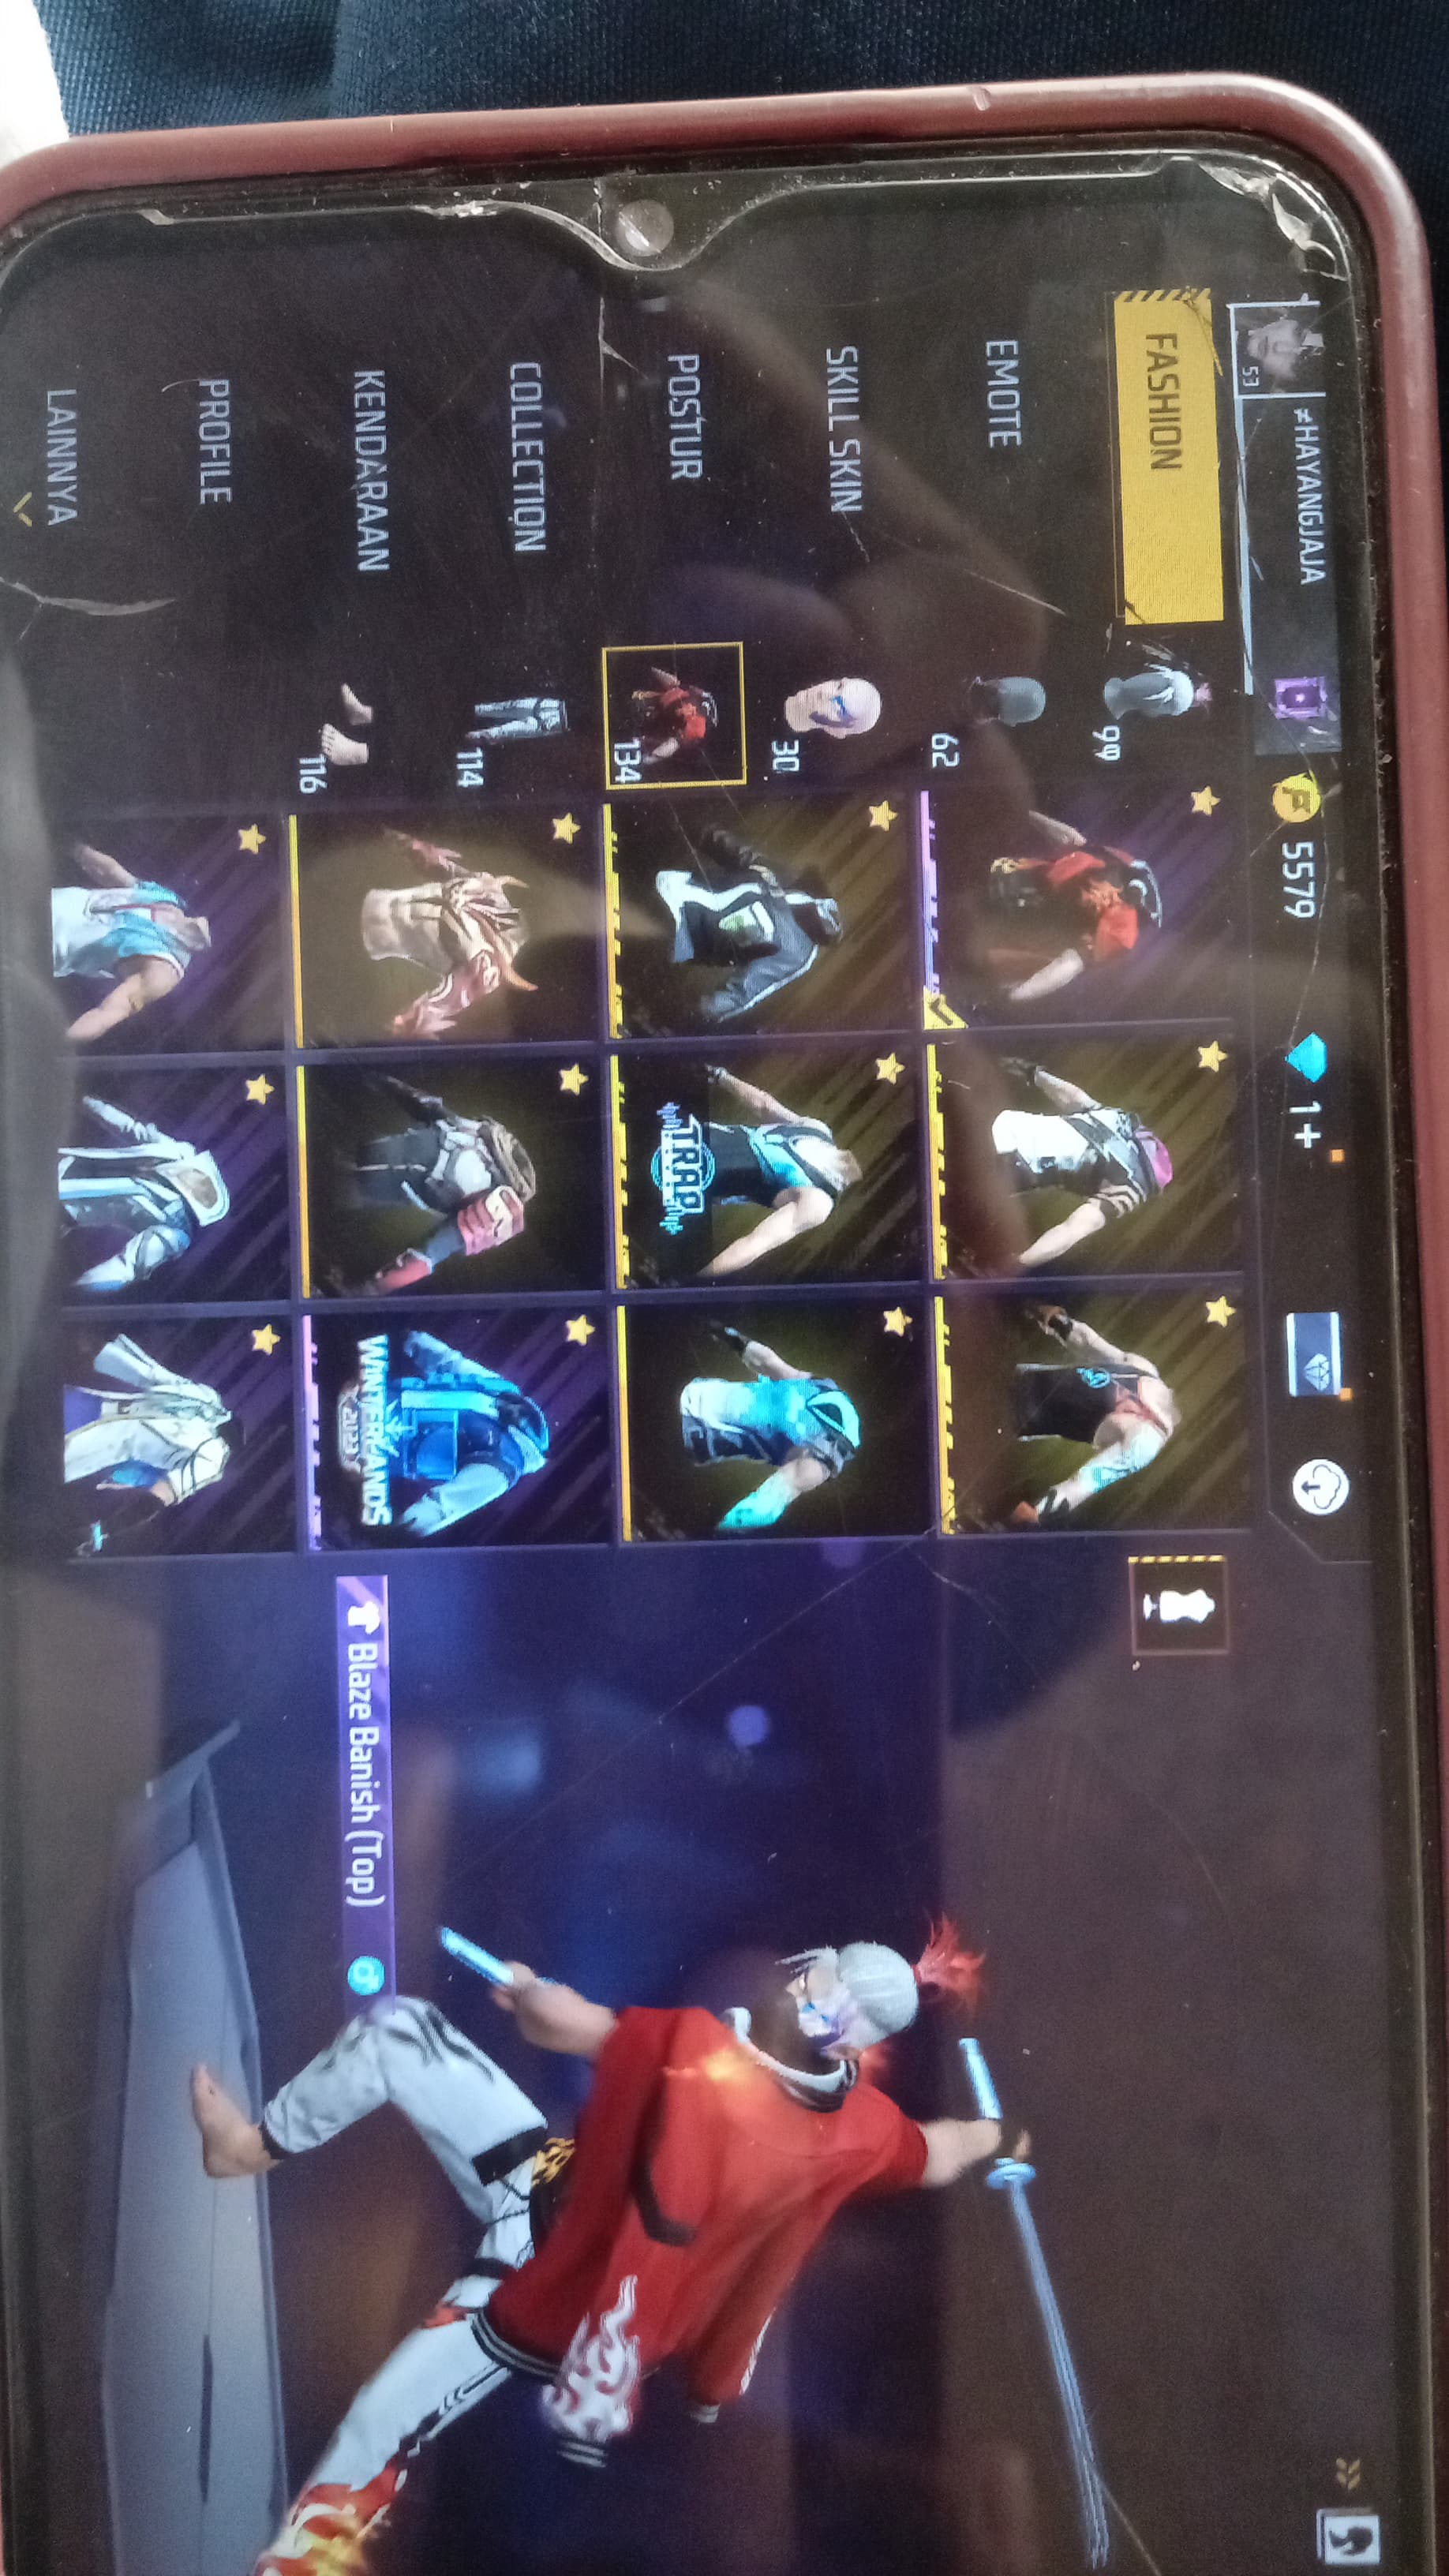 ≠HAYANGJAJA
53
5579
1+
FASHION
EMOTE
SKILL SKIN
POSTUR
COLLECTION
KENDARAAN
PROFILE
LAINNYA
99
62
30
134
114
116
TRAP
WINTERLANDS
2023
Blaze Banish (Top)